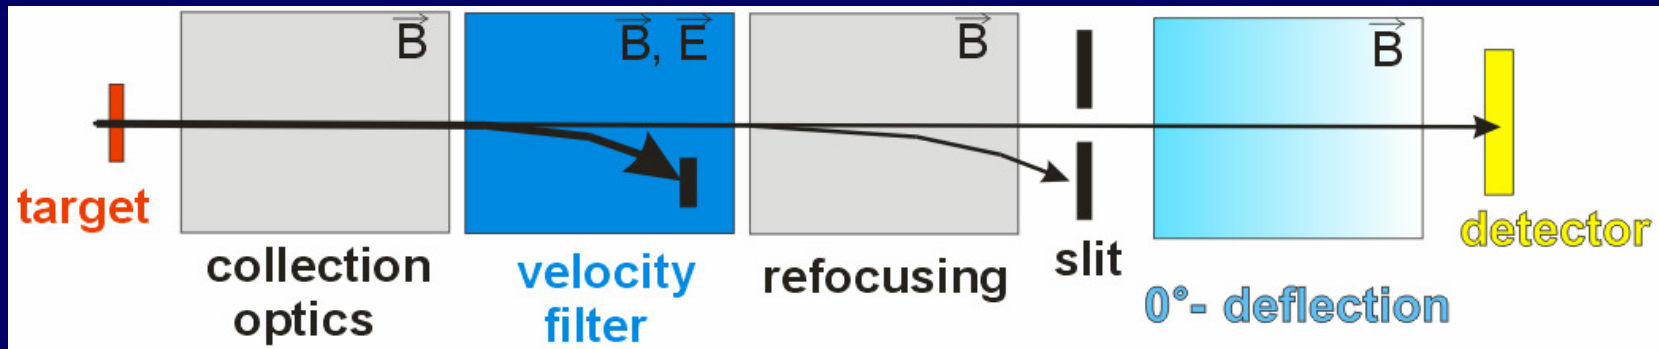 B
B, E
B
B
target
collection
optics
velocity
filter
refocusing
slit
0°- deflection
detector